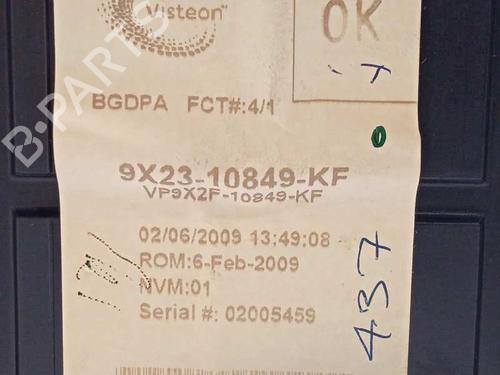 Visteon
OK
B-PARTS
BGDPA FCT#:4/1
9X23-10849-KF
VP9X2F-10849-KF
02/06/2009 13:49:08
ROM:6-Feb-2009
NVM:01
Serial #: 02005459
437